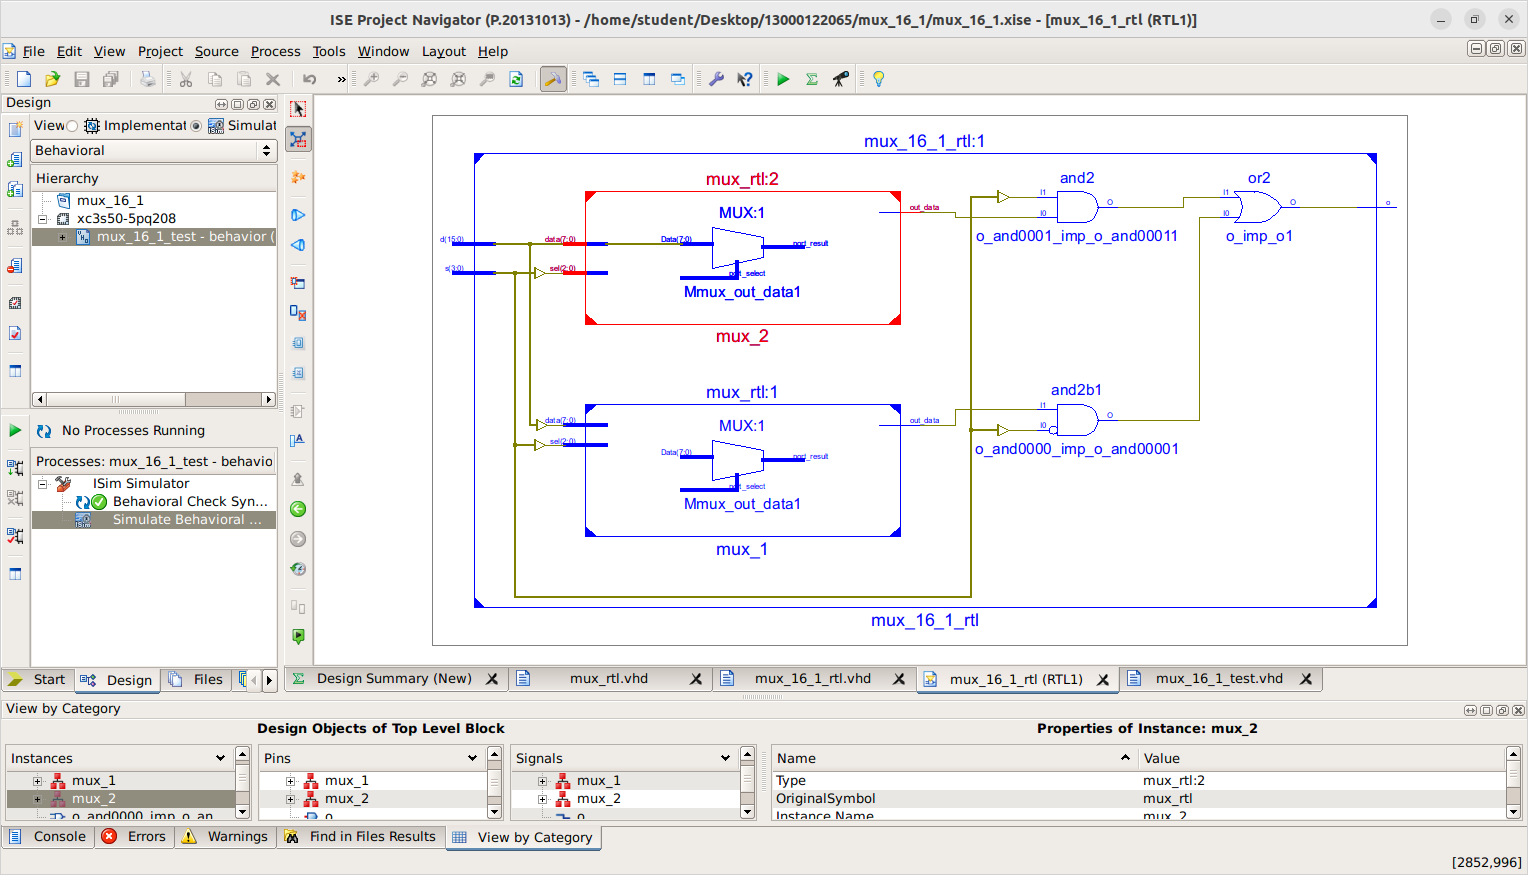 ISE Project Navigator (P.20131013) - /home/student/Desktop/13000122065/mux_16_1/mux_16_1.xise - [mux_16_1_rtl (RTL1)]
File Edit View Project Source Process Tools Window Layout Help
»
Design
View Implementat Simulat
Behavioral
Hierarchy
mux_16_1
xc3s50-5pq208
mux_16_1_test - behavior (
No Processes Running
Processes: mux_16_1_test - behavio
ISim Simulator
Behavioral Check Syn...
Simulate Behavioral ...
Start Design Files
mux_16_1_rtl:1
mux_rtl:2
MUX:1
and2
or2
out_data
I1
I0
O
I1
I0
O
o
d(15:0)
data(7:0)
Data(7:0)
port_result
o_and0001_imp_o_and00011
o_imp_o1
s(3:0)
sel(2:0)
port_select
Mmux_out_data1
mux_2
mux_rtl:1
and2b1
data(7:0)
MUX:1
out_data
I1
I0
O
sel(2:0)
Data(7:0)
port_result
o_and0000_imp_o_and00001
port_select
Mmux_out_data1
mux_1
mux_16_1_rtl
Design Summary (New) mux_rtl.vhd mux_16_1_rtl.vhd mux_16_1_rtl (RTL1) mux_16_1_test.vhd
View by Category
Design Objects of Top Level Block
Properties of Instance: mux_2
Instances Pins Signals Name Value
mux_1 mux_1 mux_1 Type mux_rtl:2
mux_2 mux_2 mux_2 OriginalSymbol mux_rtl
o_and0000_imp_o_an o o Instance Name mux_2
Console Errors Warnings Find in Files Results View by Category
[2852,996]